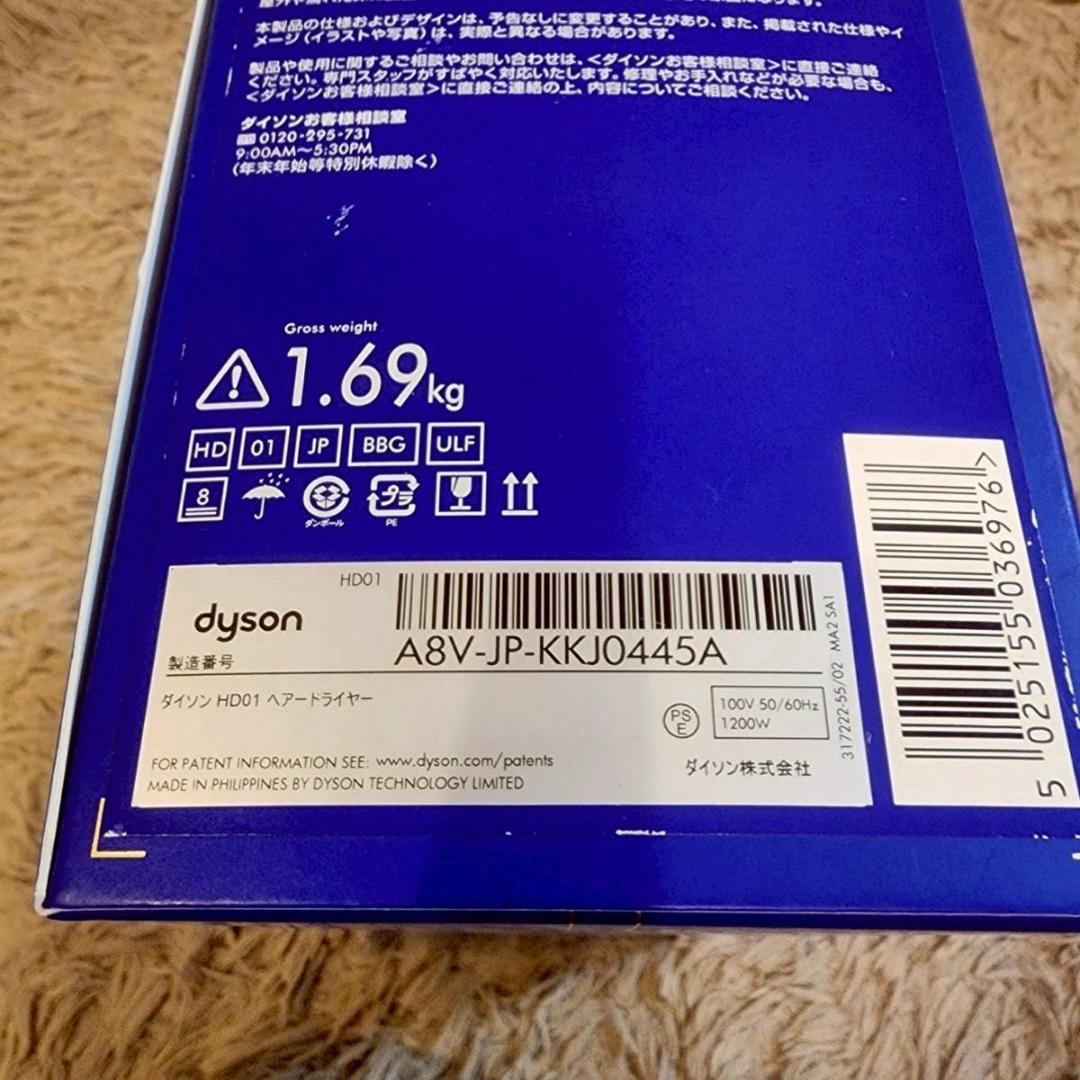 本製品の仕様およびデザインは、予告なしに変更することがあり、また、掲載された仕様やイ
メージ（イラストや写真）は、実際と異なる場合があります。
製品や使用に関するご相談やお問い合わせは、＜ダイソンお客様相談室＞に直接ご連絡
ください。専門スタッフがすばやく対応いたします。修理やお手入れなどが必要な場合も、
＜ダイソンお客様相談室＞に直接ご連絡の上、内容についてご相談ください。
ダイソンお客様相談室
0120-295-731
9:00AM〜5:30PM
（年末年始等特別休暇除く）
Gross weight
1.69kg
HD 01 JP BBG ULF
8
ダンボール プラ PE
HD01
dyson
製造番号 A8V-JP-KKJ0445A
ダイソン HD01 ヘアードライヤー
PS E
100V 50/60Hz
1200W
FOR PATENT INFORMATION SEE: www.dyson.com/patents
MADE IN PHILIPPINES BY DYSON TECHNOLOGY LIMITED
ダイソン株式会社
317222-55/02 MA2 SA1
5 025155 036976 >